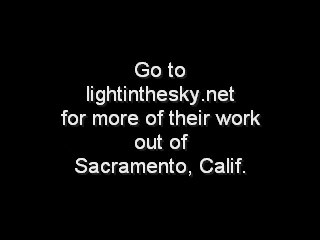 Go to
lightinthesky.net
for more of their work
out of
Sacramento, Calif.